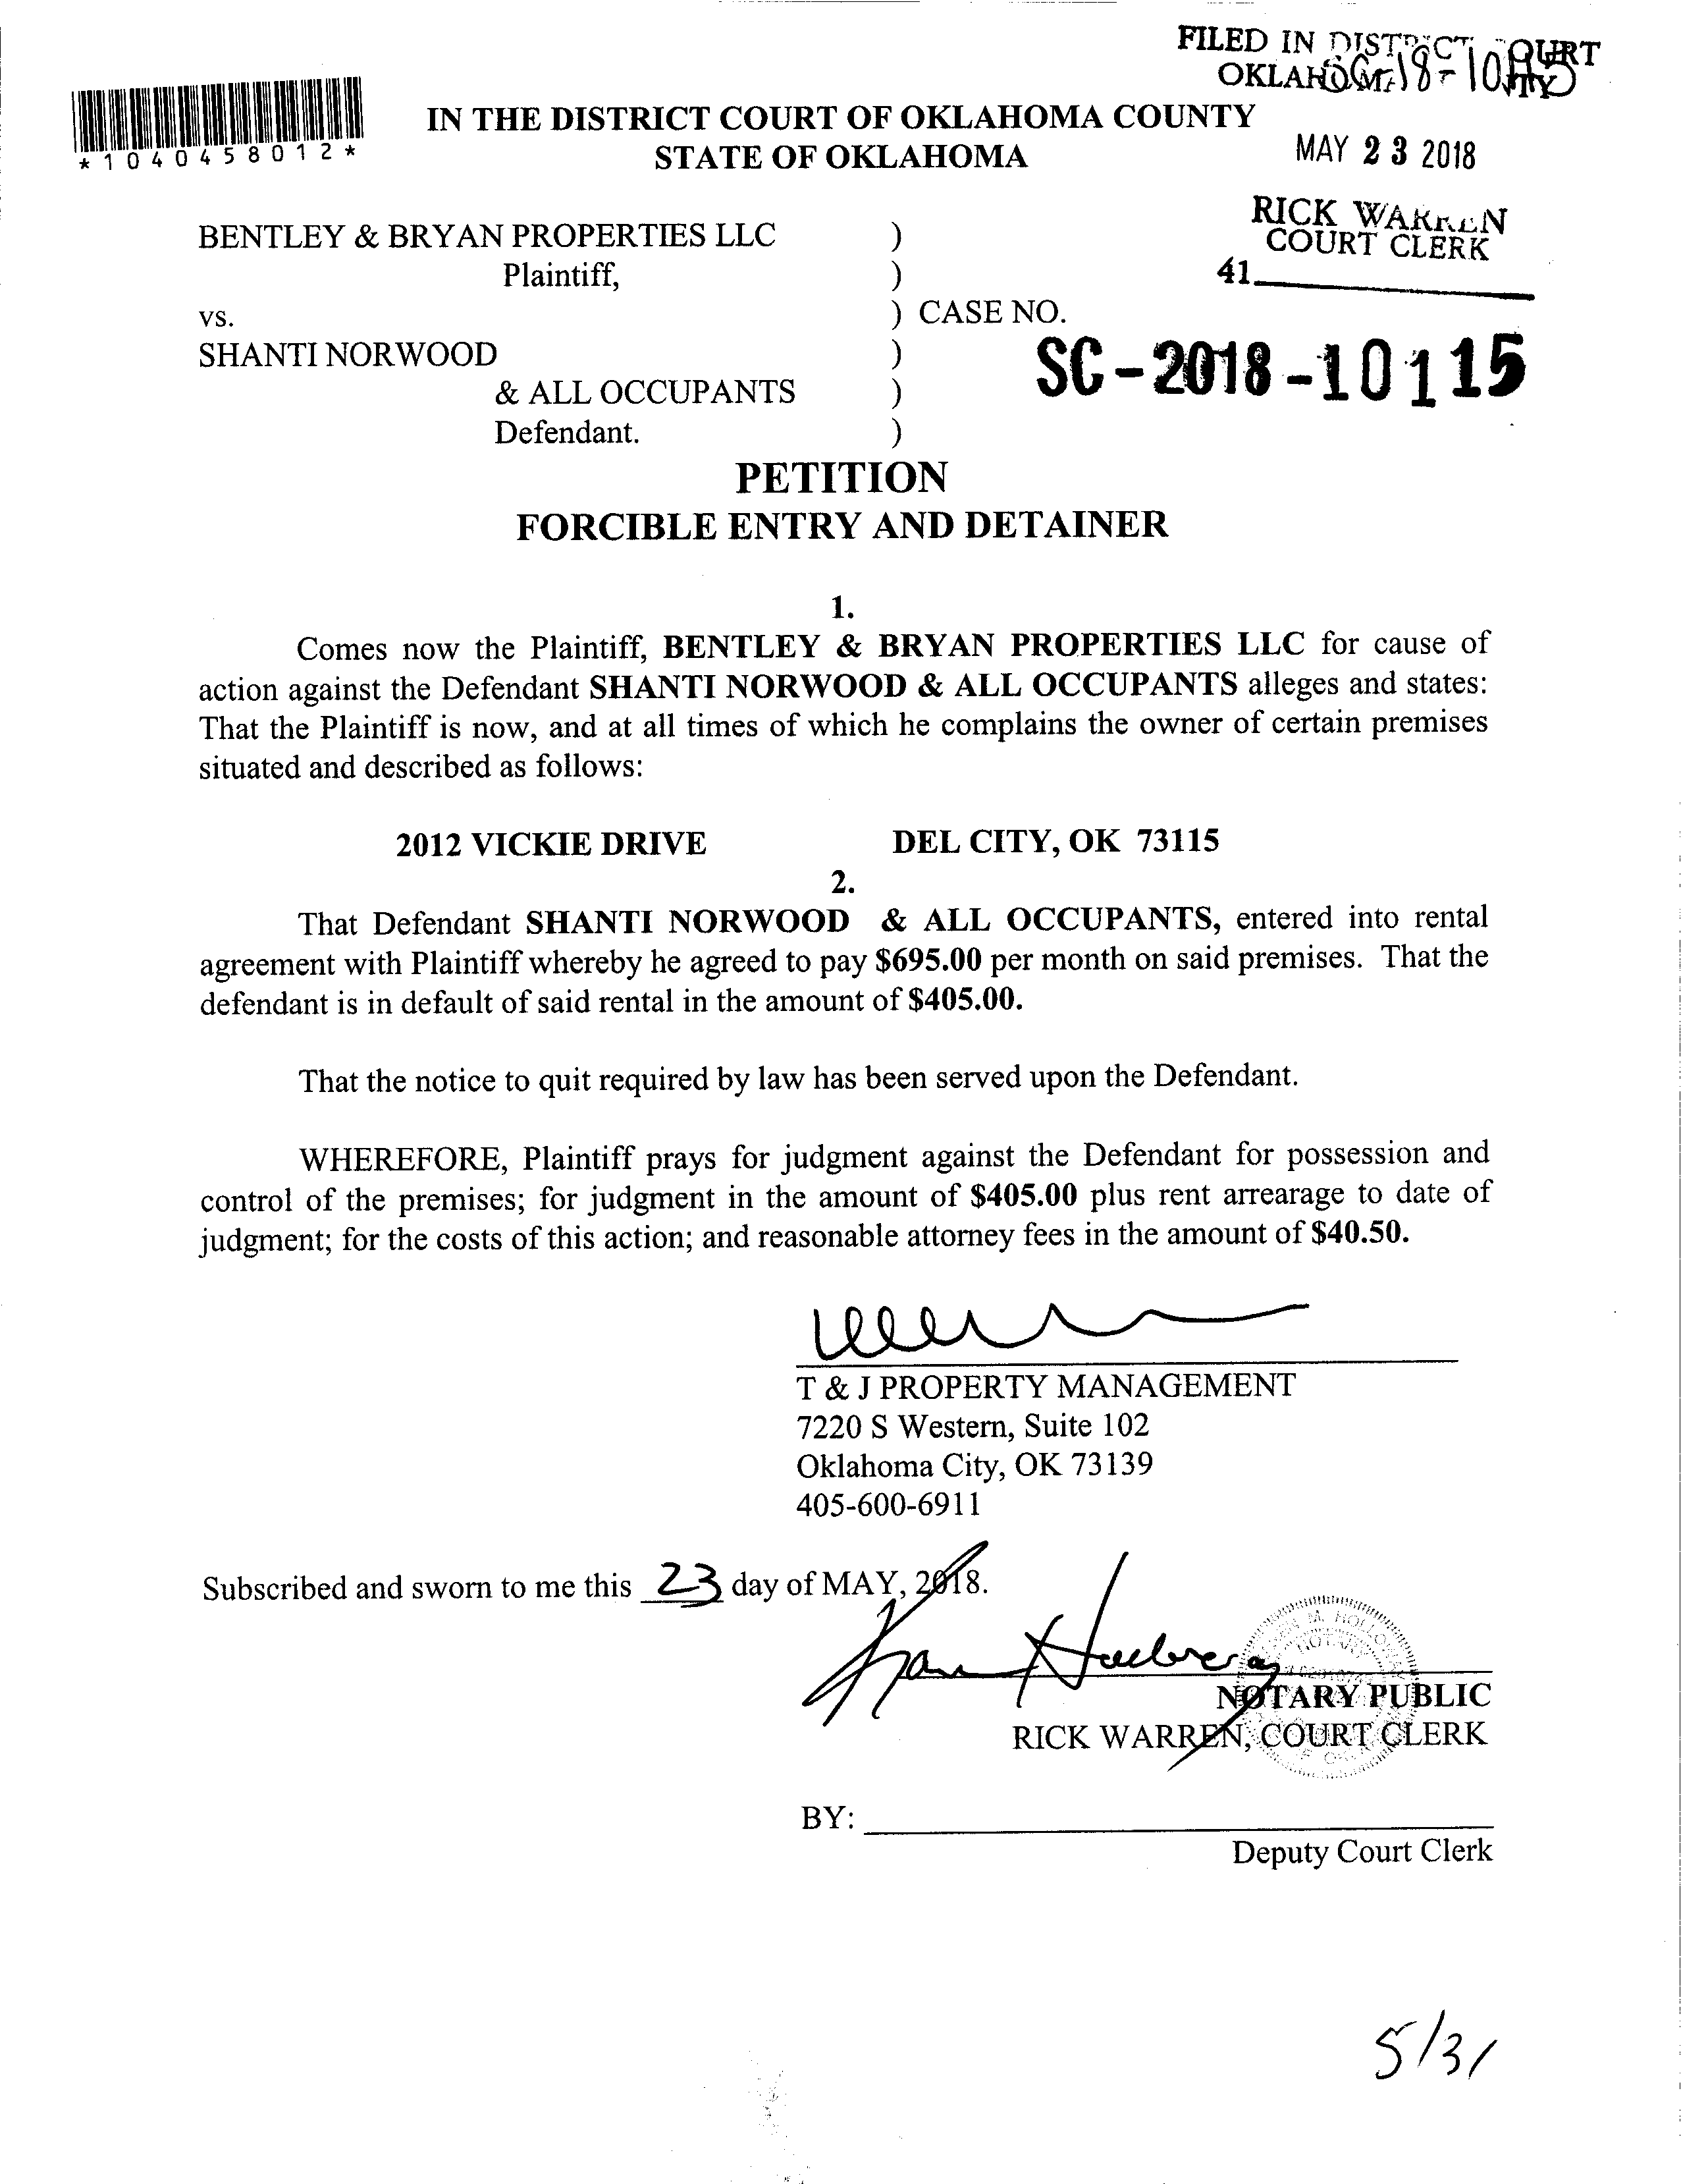 FILED IN DISTRICT COURT
IN THE DISTRICT COURT OF OKLAHOMA COUNTY
STATE OF OKLAHOMA
*1040458012*
MAY 23 2018
RICK WARREN
COURT CLERK
41
BENTLEY & BRYAN PROPERTIES LLC )
Plaintiff, )
vs. ) CASE NO.
SHANTI NORWOOD )
SC-2018-10115
& ALL OCCUPANTS )
Defendant. )
PETITION
FORCIBLE ENTRY AND DETAINER
1.
Comes now the Plaintiff, BENTLEY & BRYAN PROPERTIES LLC for cause of
action against the Defendant SHANTI NORWOOD & ALL OCCUPANTS alleges and states:
That the Plaintiff is now, and at all times of which he complains the owner of certain premises
situated and described as follows:
2012 VICKIE DRIVE DEL CITY, OK 73115
2.
That Defendant SHANTI NORWOOD & ALL OCCUPANTS, entered into rental
agreement with Plaintiff whereby he agreed to pay $695.00 per month on said premises. That the
defendant is in default of said rental in the amount of $405.00.
That the notice to quit required by law has been served upon the Defendant.
WHEREFORE, Plaintiff prays for judgment against the Defendant for possession and
control of the premises; for judgment in the amount of $405.00 plus rent arrearage to date of
judgment; for the costs of this action; and reasonable attorney fees in the amount of $40.50.
T & J PROPERTY MANAGEMENT
7220 S Western, Suite 102
Oklahoma City, OK 73139
405-600-6911
Subscribed and sworn to me this 23 day of MAY, 2018.
NOTARY PUBLIC
RICK WARREN, COURT CLERK
BY:
Deputy Court Clerk
5/31